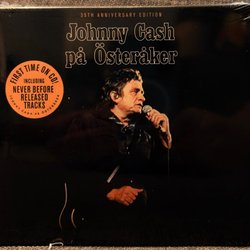 35TH ANNIVERSARY EDITION
Johnny Cash
på Österåker
FIRST TIME ON CD!
INCLUDING
NEVER BEFORE
RELEASED
TRACKS